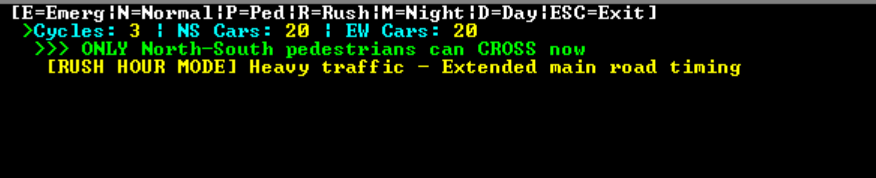 [E=Emerg|N=Normal|P=Ped|R=Rush|M=Night|D=Day|ESC=Exit]
>Cycles: 3 | NS Cars: 20 | EW Cars: 20
>>> ONLY North-South pedestrians can CROSS now
[RUSH HOUR MODE] Heavy traffic - Extended main road timing